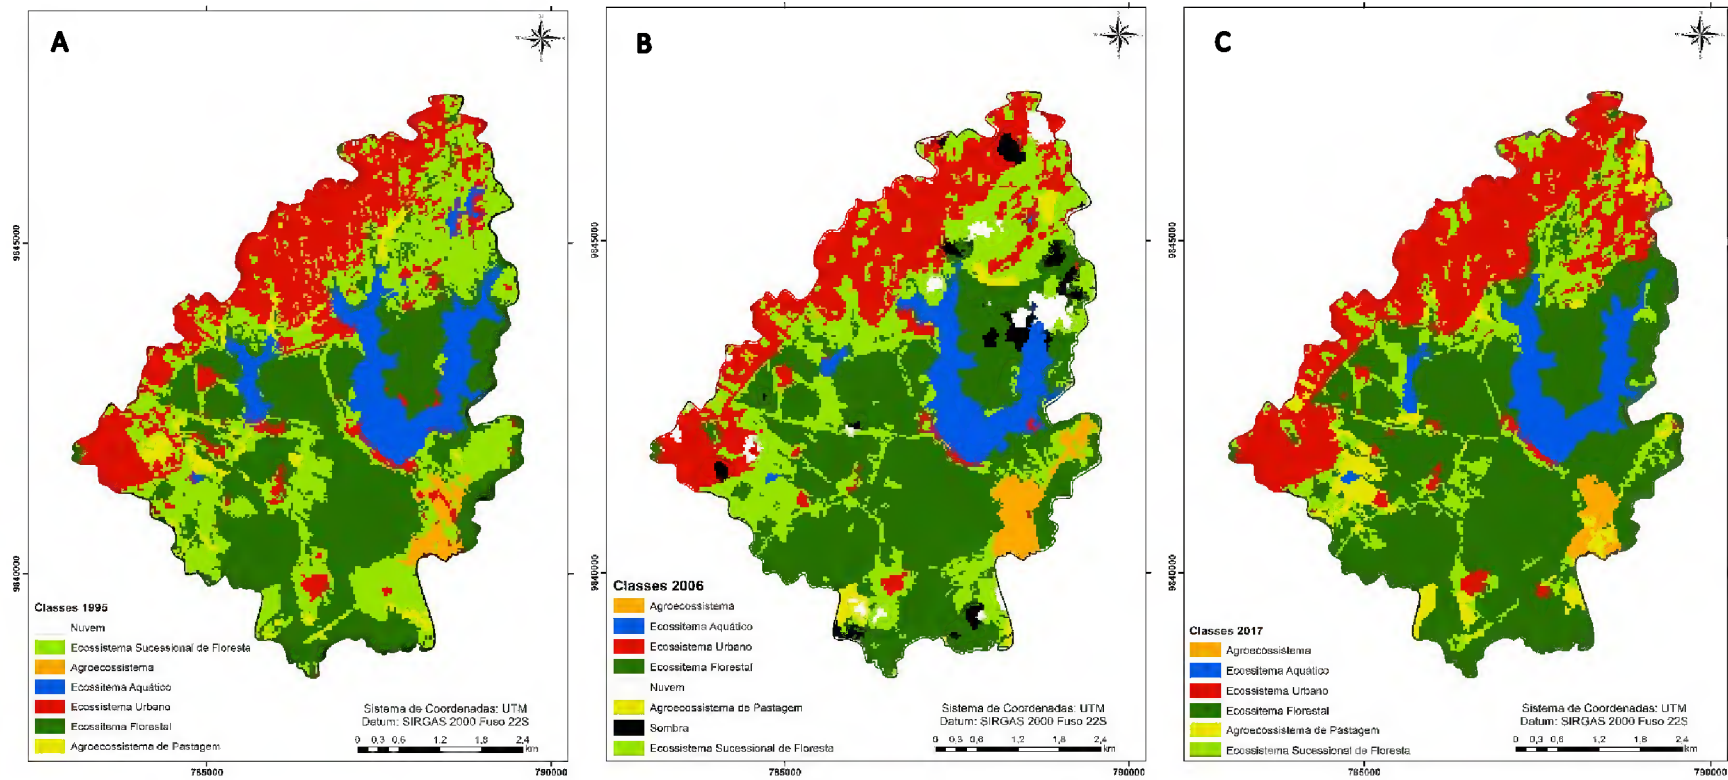 A
9845000
9840000
Classes 1995
Nuvem
Ecossistema Sucessional de Floresta
Agroecossistema
Ecossitema Aquático
Ecossistema Urbano
Ecossitema Florestal
Agroecossistema de Pastagem
Sistema de Coordenadas: UTM
Datum: SIRGAS 2000 Fuso 22S
0 0,3 0,6 1,2 1,8 2,4
km
785000
790000
B
9845000
9840000
Classes 2006
Agroecossistema
Ecossitema Aquático
Ecossistema Urbano
Ecossitema Florestal
Nuvem
Agroecossistema de Pastagem
Sombra
Ecossistema Sucessional de Floresta
Sistema de Coordenadas: UTM
Datum: SIRGAS 2000 Fuso 22S
0 0,3 0,6 1,2 1,8 2,4
km
785000
790000
C
9845000
9840000
Classes 2017
Agroecossistema
Ecossitema Aquático
Ecossistema Urbano
Ecossitema Florestal
Agroecossistema de Pastagem
Ecossistema Sucessional de Floresta
Sistema de Coordenadas: UTM
Datum: SIRGAS 2000 Fuso 22S
0 0,3 0,6 1,2 1,8 2,4
km
785000
790000